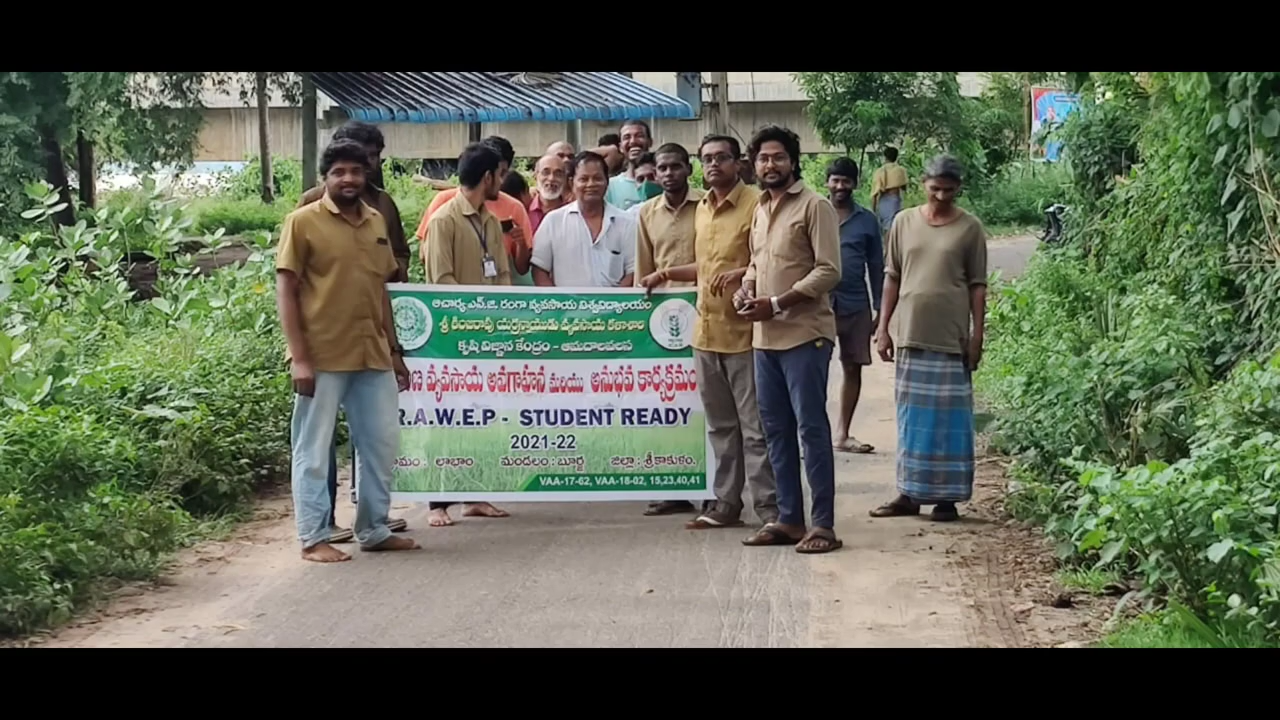 ఆచార్య ఎన్.జి. రంగా వ్యవసాయ విశ్వవిద్యాలయం
శ్రీ కింజరాపు యర్రన్నాయుడు వ్యవసాయ కళాశాల
కృషి విజ్ఞాన కేంద్రం - ఆమదాలవలస
వ్యవసాయ అవగాహన మరియు అనుభవ కార్యక్రమం
R.A.W.E.P - STUDENT READY
2021-22
లాభాం మండలం : బూర్జ జిల్లా : శ్రీకాకుళం.
VAA-17-62, VAA-18-02, 15,23,40,41